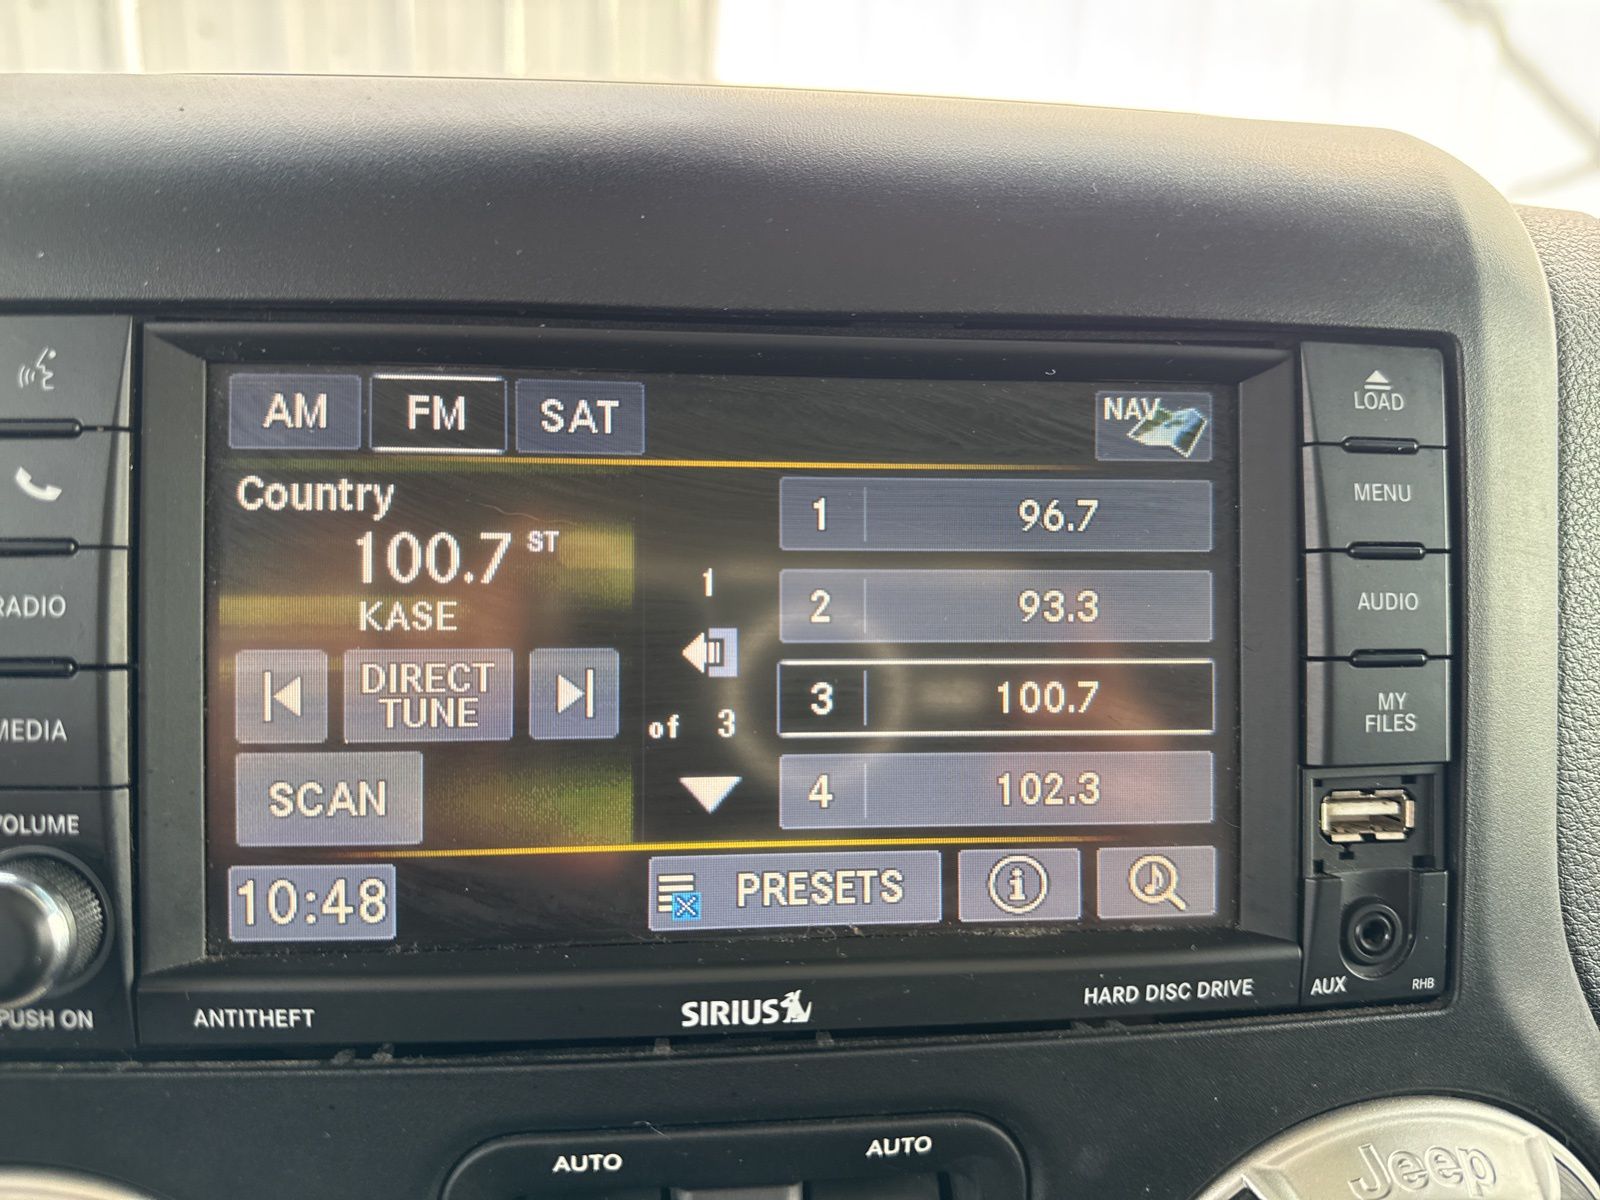 AM FM SAT NAV
Country
100.7 ST
KASE
DIRECT
TUNE
SCAN
10:48
1
of 3
1 96.7
2 93.3
3 100.7
4 102.3
PRESETS
i
RADIO
MEDIA
VOLUME
PUSH ON
LOAD
MENU
AUDIO
MY
FILES
AUX RHB
ANTITHEFT
SIRIUS
HARD DISC DRIVE
AUTO AUTO
Jeep